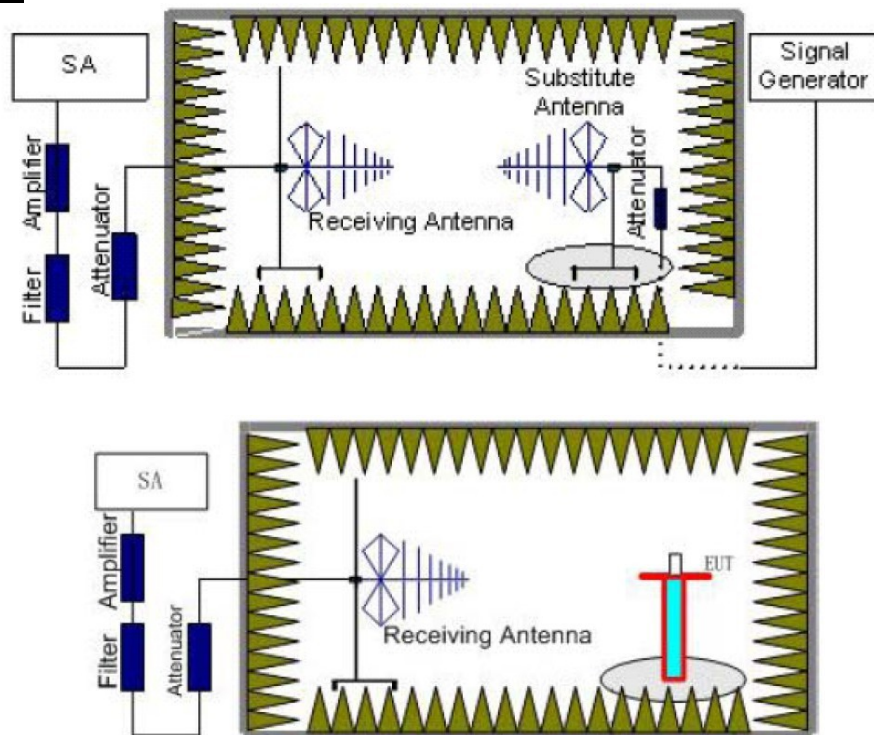 SA
Signal
Generator
Substitute
Antenna
Amplifier
Attenuator
Receiving Antenna
Attenuator
Filter
SA
Amplifier
EUT
Filter
Attenuator
Receiving Antenna